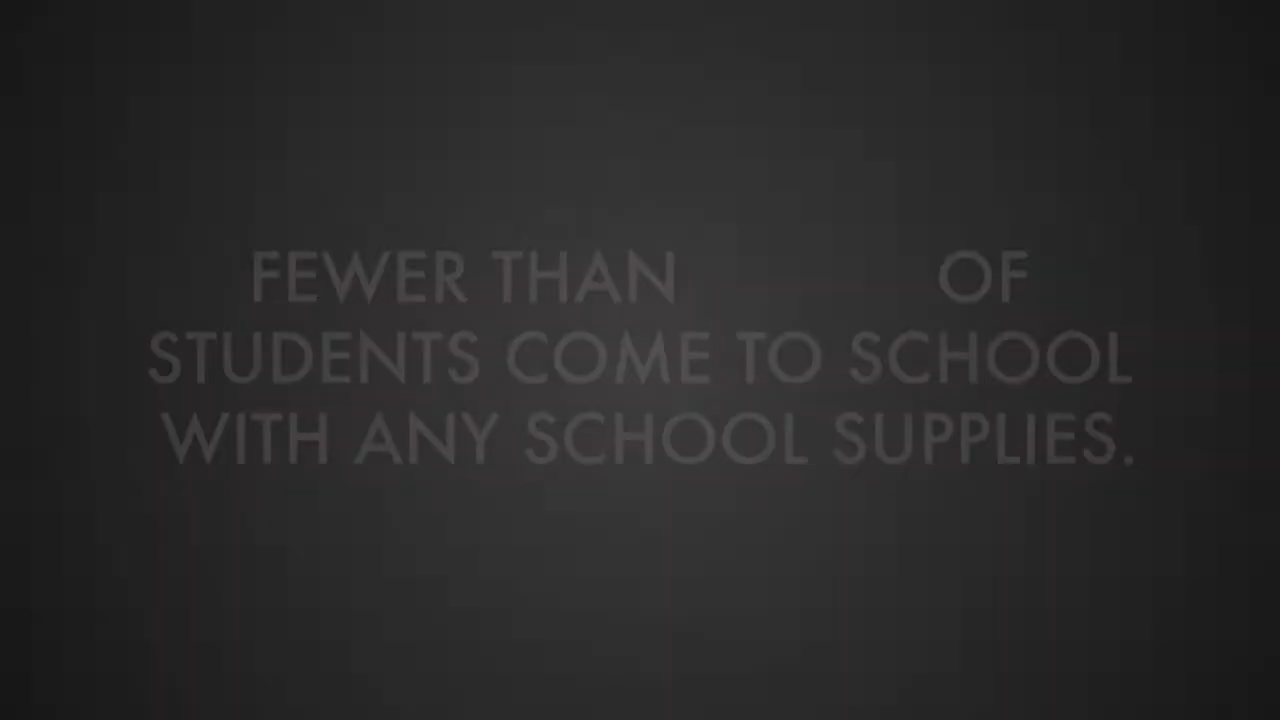 FEWER THAN OF
STUDENTS COME TO SCHOOL
WITH ANY SCHOOL SUPPLIES.